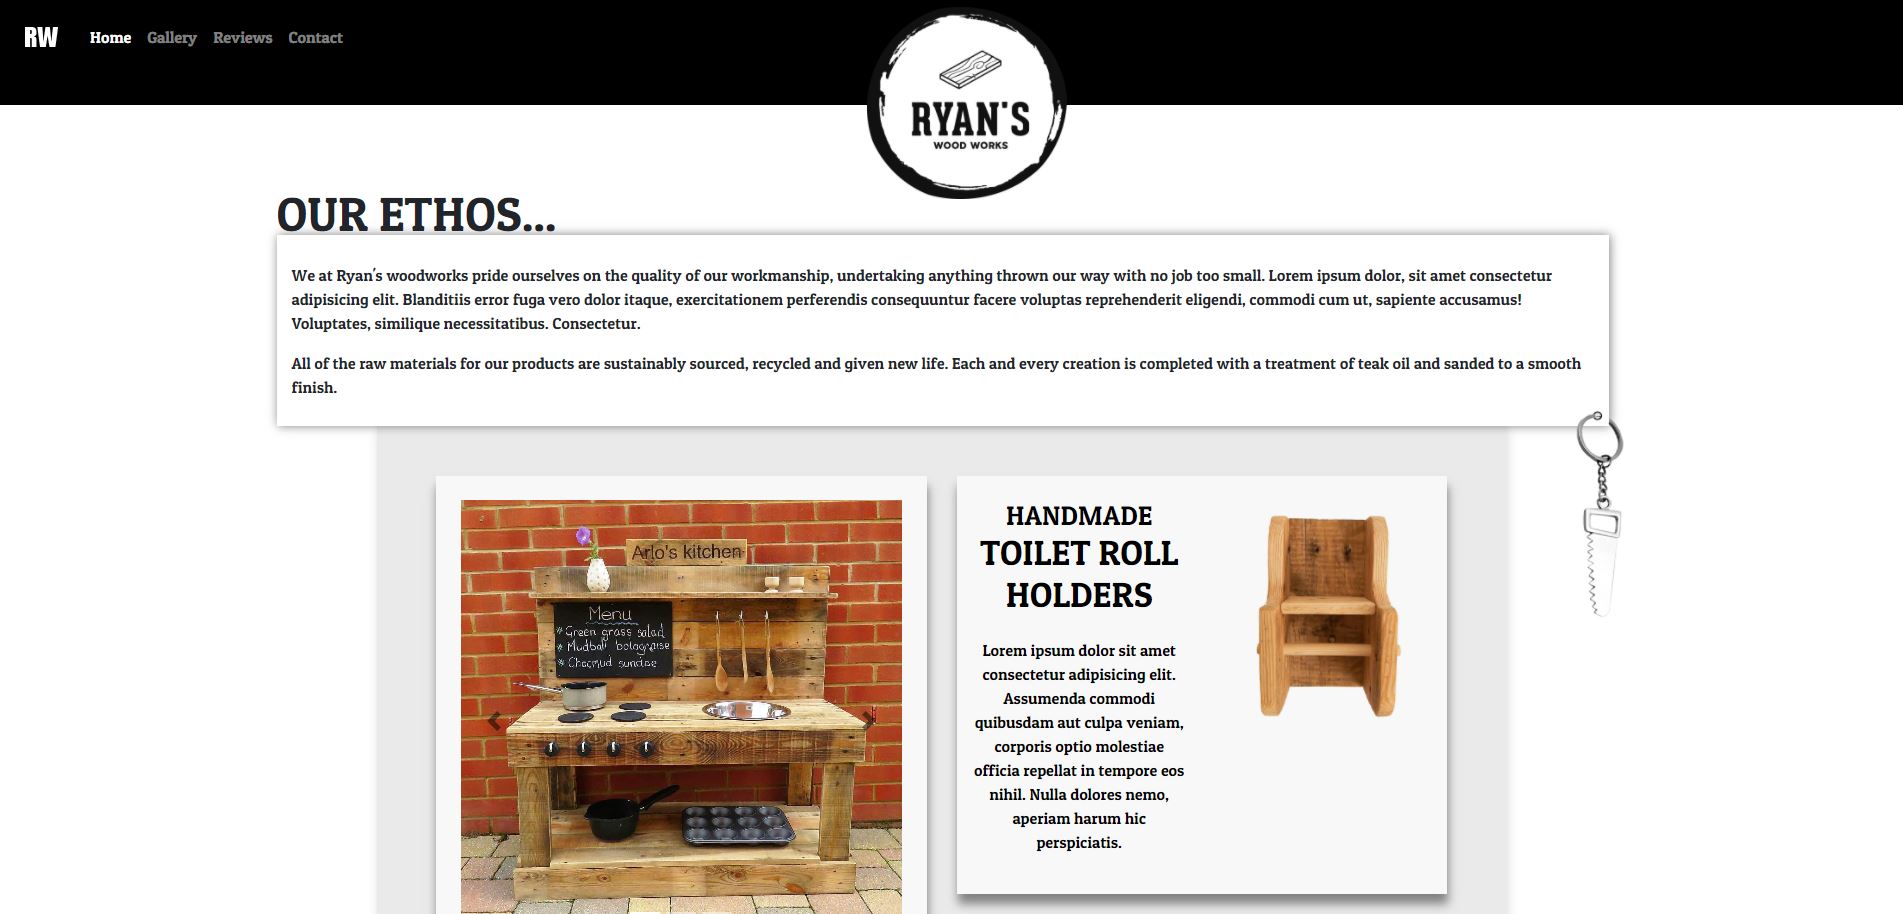 RW
Home Gallery Reviews Contact
RYAN'S
WOOD WORKS
OUR ETHOS...
We at Ryan's woodworks pride ourselves on the quality of our workmanship, undertaking anything thrown our way with no job too small. Lorem ipsum dolor, sit amet consectetur
adipisicing elit. Blanditiis error fuga vero dolor itaque, exercitationem perferendis consequuntur facere voluptas reprehenderit eligendi, commodi cum ut, sapiente accusamus!
Voluptates, similique necessitatibus. Consectetur.
All of the raw materials for our products are sustainably sourced, recycled and given new life. Each and every creation is completed with a treatment of teak oil and sanded to a smooth
finish.
Arlo's kitchen
Menu
* Green grass salad
* Mudball bolognaise
* Chocmud sundae
HANDMADE
TOILET ROLL
HOLDERS
Lorem ipsum dolor sit amet
consectetur adipisicing elit.
Assumenda commodi
quibusdam aut culpa veniam,
corporis optio molestiae
officia repellat in tempore eos
nihil. Nulla dolores nemo,
aperiam harum hic
perspiciatis.